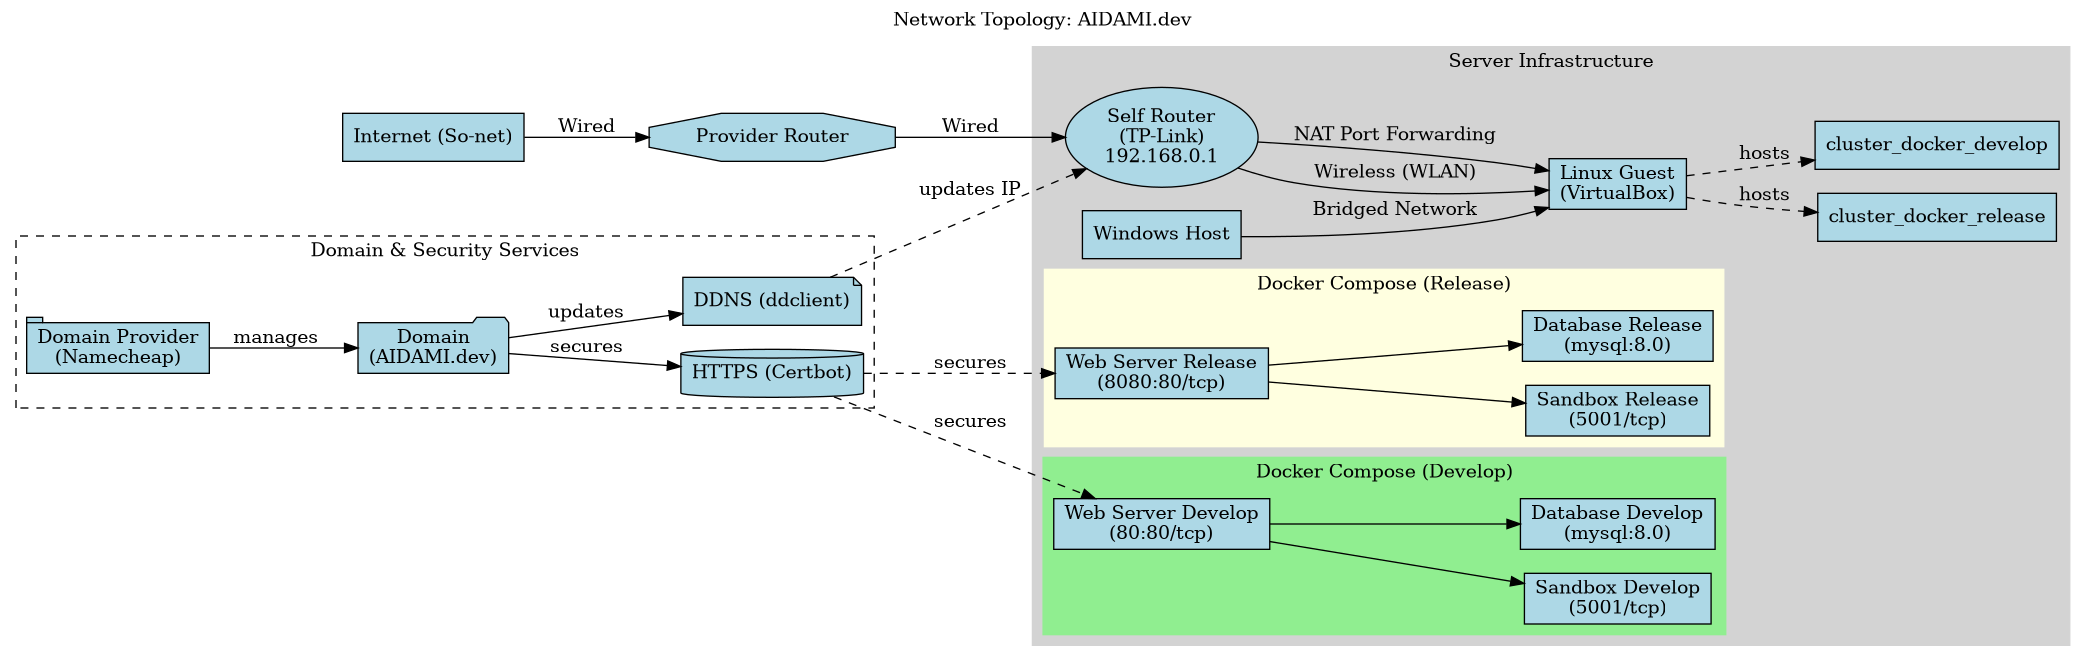 Network Topology: AIDAMI.dev
Server Infrastructure
Internet (So-net)
Wired
Provider Router
Wired
Self Router
(TP-Link)
192.168.0.1
NAT Port Forwarding
Wireless (WLAN)
Bridged Network
Windows Host
Linux Guest
(VirtualBox)
hosts
hosts
cluster_docker_develop
cluster_docker_release
updates IP
Domain & Security Services
Domain Provider
(Namecheap)
manages
Domain
(AIDAMI.dev)
updates
secures
DDNS (ddclient)
HTTPS (Certbot)
secures
secures
Docker Compose (Release)
Web Server Release
(8080:80/tcp)
Database Release
(mysql:8.0)
Sandbox Release
(5001/tcp)
Docker Compose (Develop)
Web Server Develop
(80:80/tcp)
Database Develop
(mysql:8.0)
Sandbox Develop
(5001/tcp)